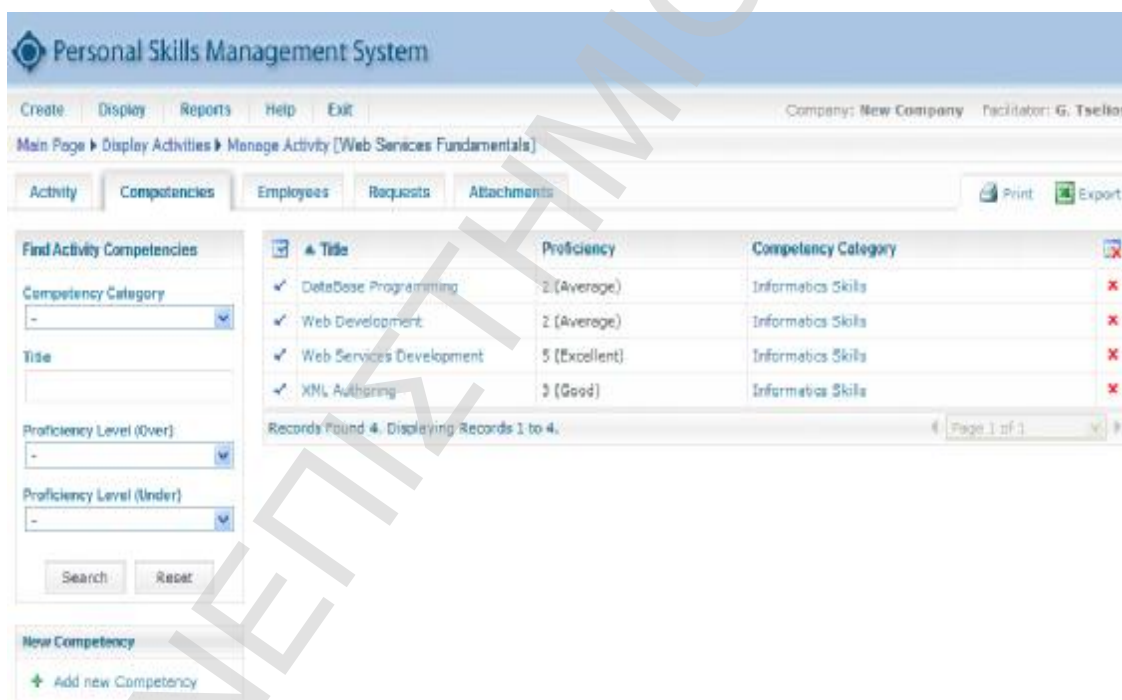 Personal Skills Management System
Create Display Reports Help Exit Company: New Company Facilitator: G. Tselios
Main Page Display Activities Manage Activity [Web Services Fundamentals]
Activity Competencies Employees Requests Attachments Print Export
Find Activity Competencies
Competency Category
-
Title
Proficiency Level (Over)
-
Proficiency Level (Under)
-
Search Reset
New Competency
+ Add new Competency
Title Proficiency Competency Category
DataBase Programming 2 (Average) Informatics Skills
Web Development 2 (Average) Informatics Skills
Web Services Development 5 (Excellent) Informatics Skills
XML Authoring 3 (Good) Informatics Skills
Records Found 4. Displaying Records 1 to 4. Page 1 of 1